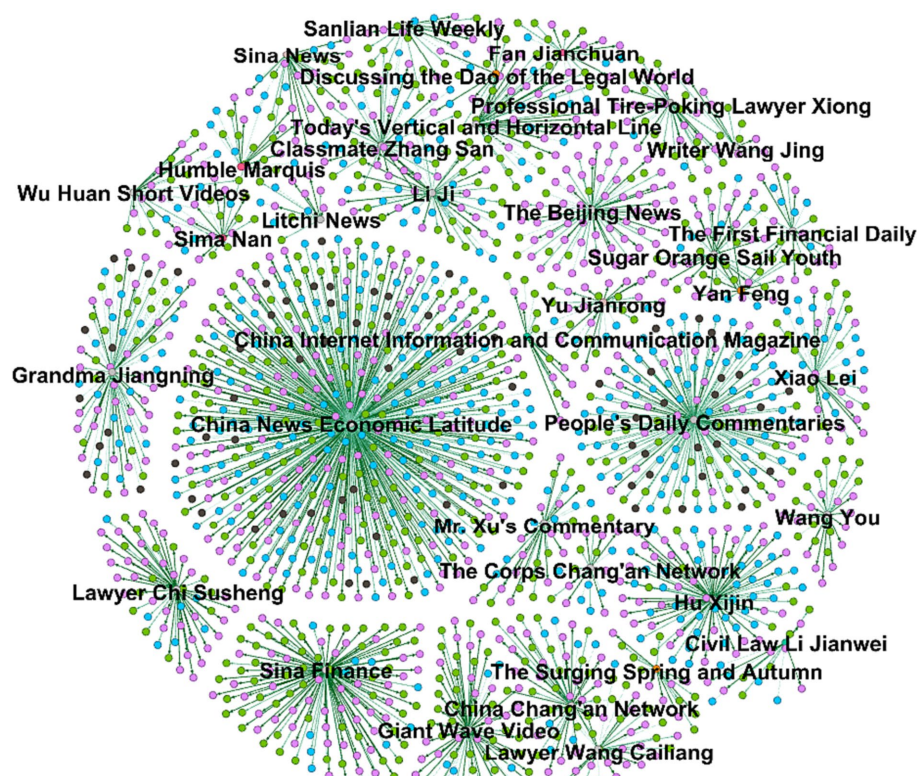 Sanlian Life Weekly
Sina News
Fan Jianchuan
Discussing the Dao of the Legal World
Professional Tire-Poking Lawyer Xiong
Today's Vertical and Horizontal Line
Classmate Zhang San
Writer Wang Jing
Humble Marquis
Wu Huan Short Videos
Li Ji
Litchi News
The Beijing News
Sima Nan
The First Financial Daily
Sugar Orange Sail Youth
Yan Feng
Yu Jianrong
China Internet Information and Communication Magazine
Grandma Jiangning
Xiao Lei
China News Economic Latitude
People's Daily Commentaries
Mr. Xu's Commentary
Wang You
The Corps Chang'an Network
Lawyer Chi Susheng
Hu Xijin
Civil Law Li Jianwei
Sina Finance
The Surging Spring and Autumn
China Chang'an Network
Giant Wave Video
Lawyer Wang Cailiang